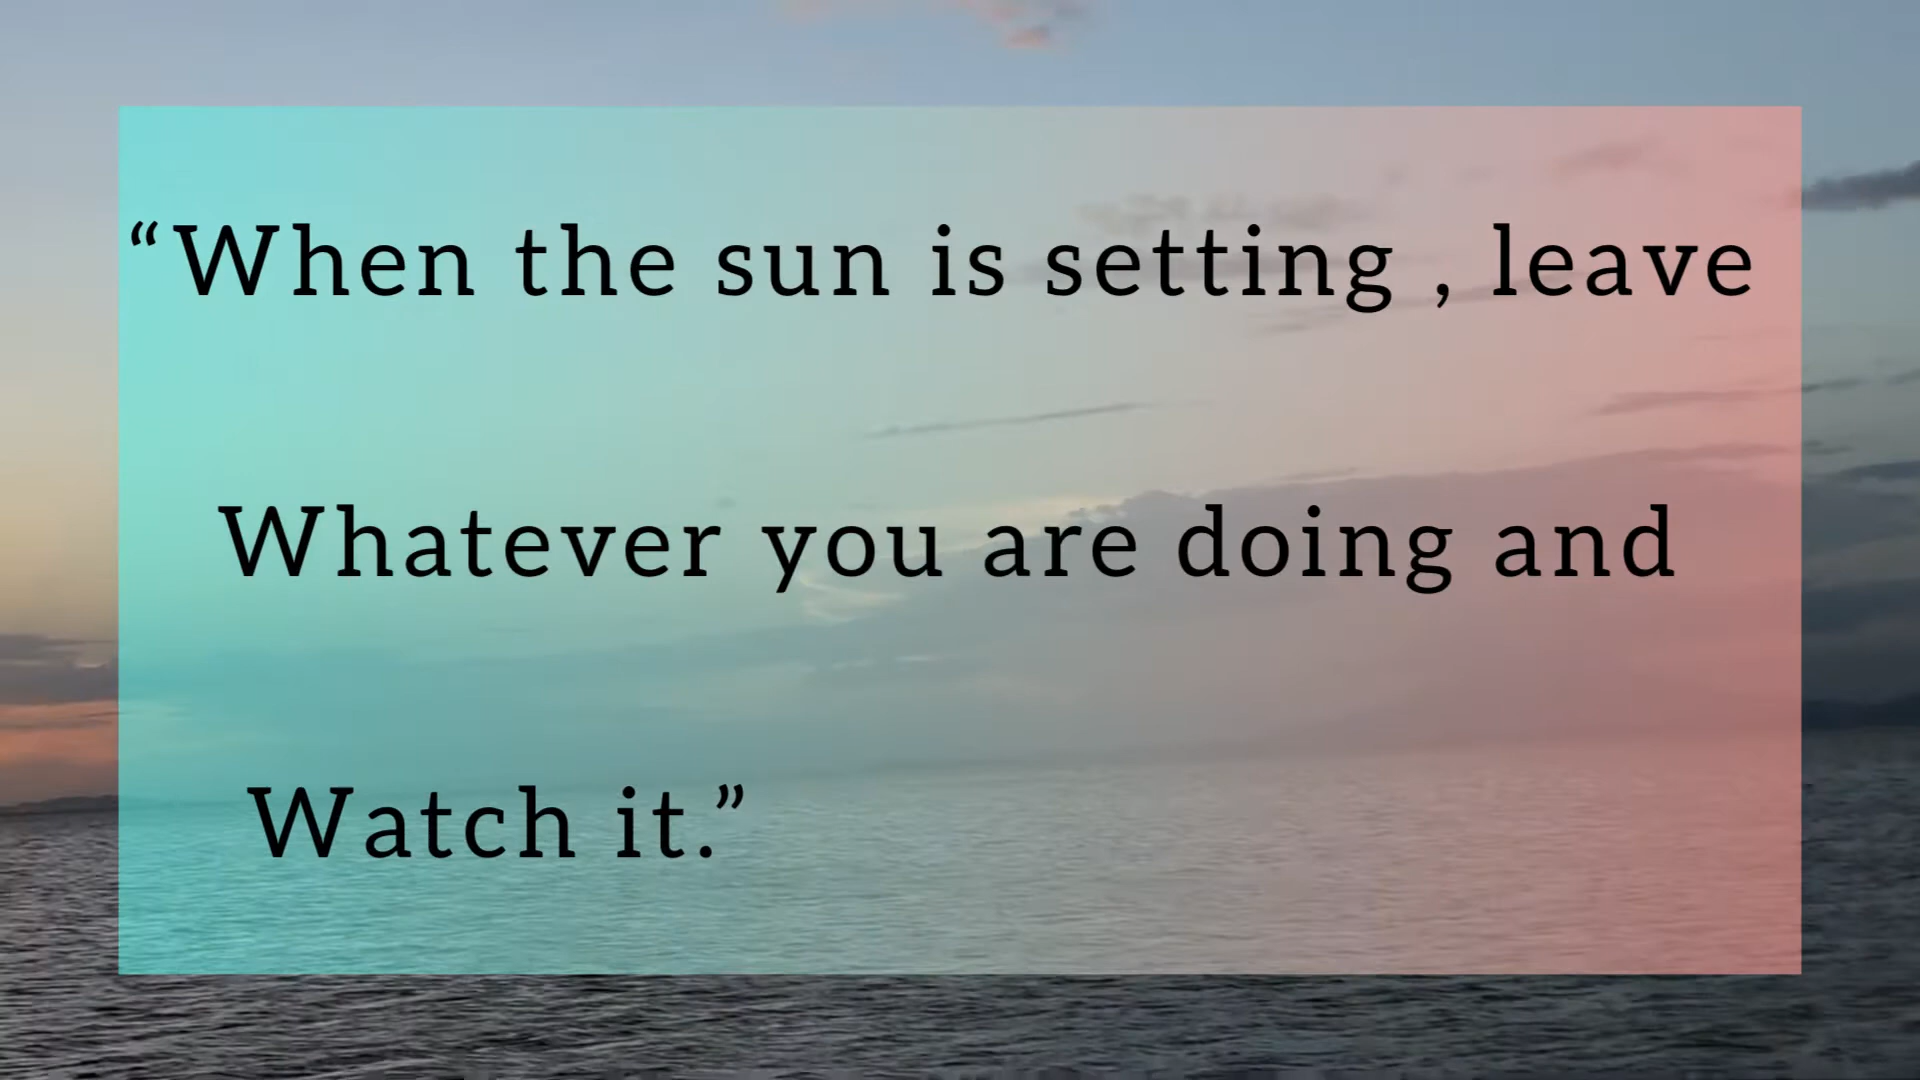 “When the sun is setting , leave
Whatever you are doing and
Watch it.”